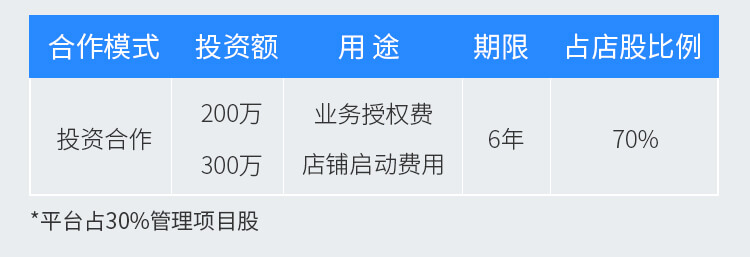 合作模式 投资额 用途 期限 占店股比例
投资合作 200万 业务授权费 6年 70%
300万 店铺启动费用
*平台占30%管理项目股